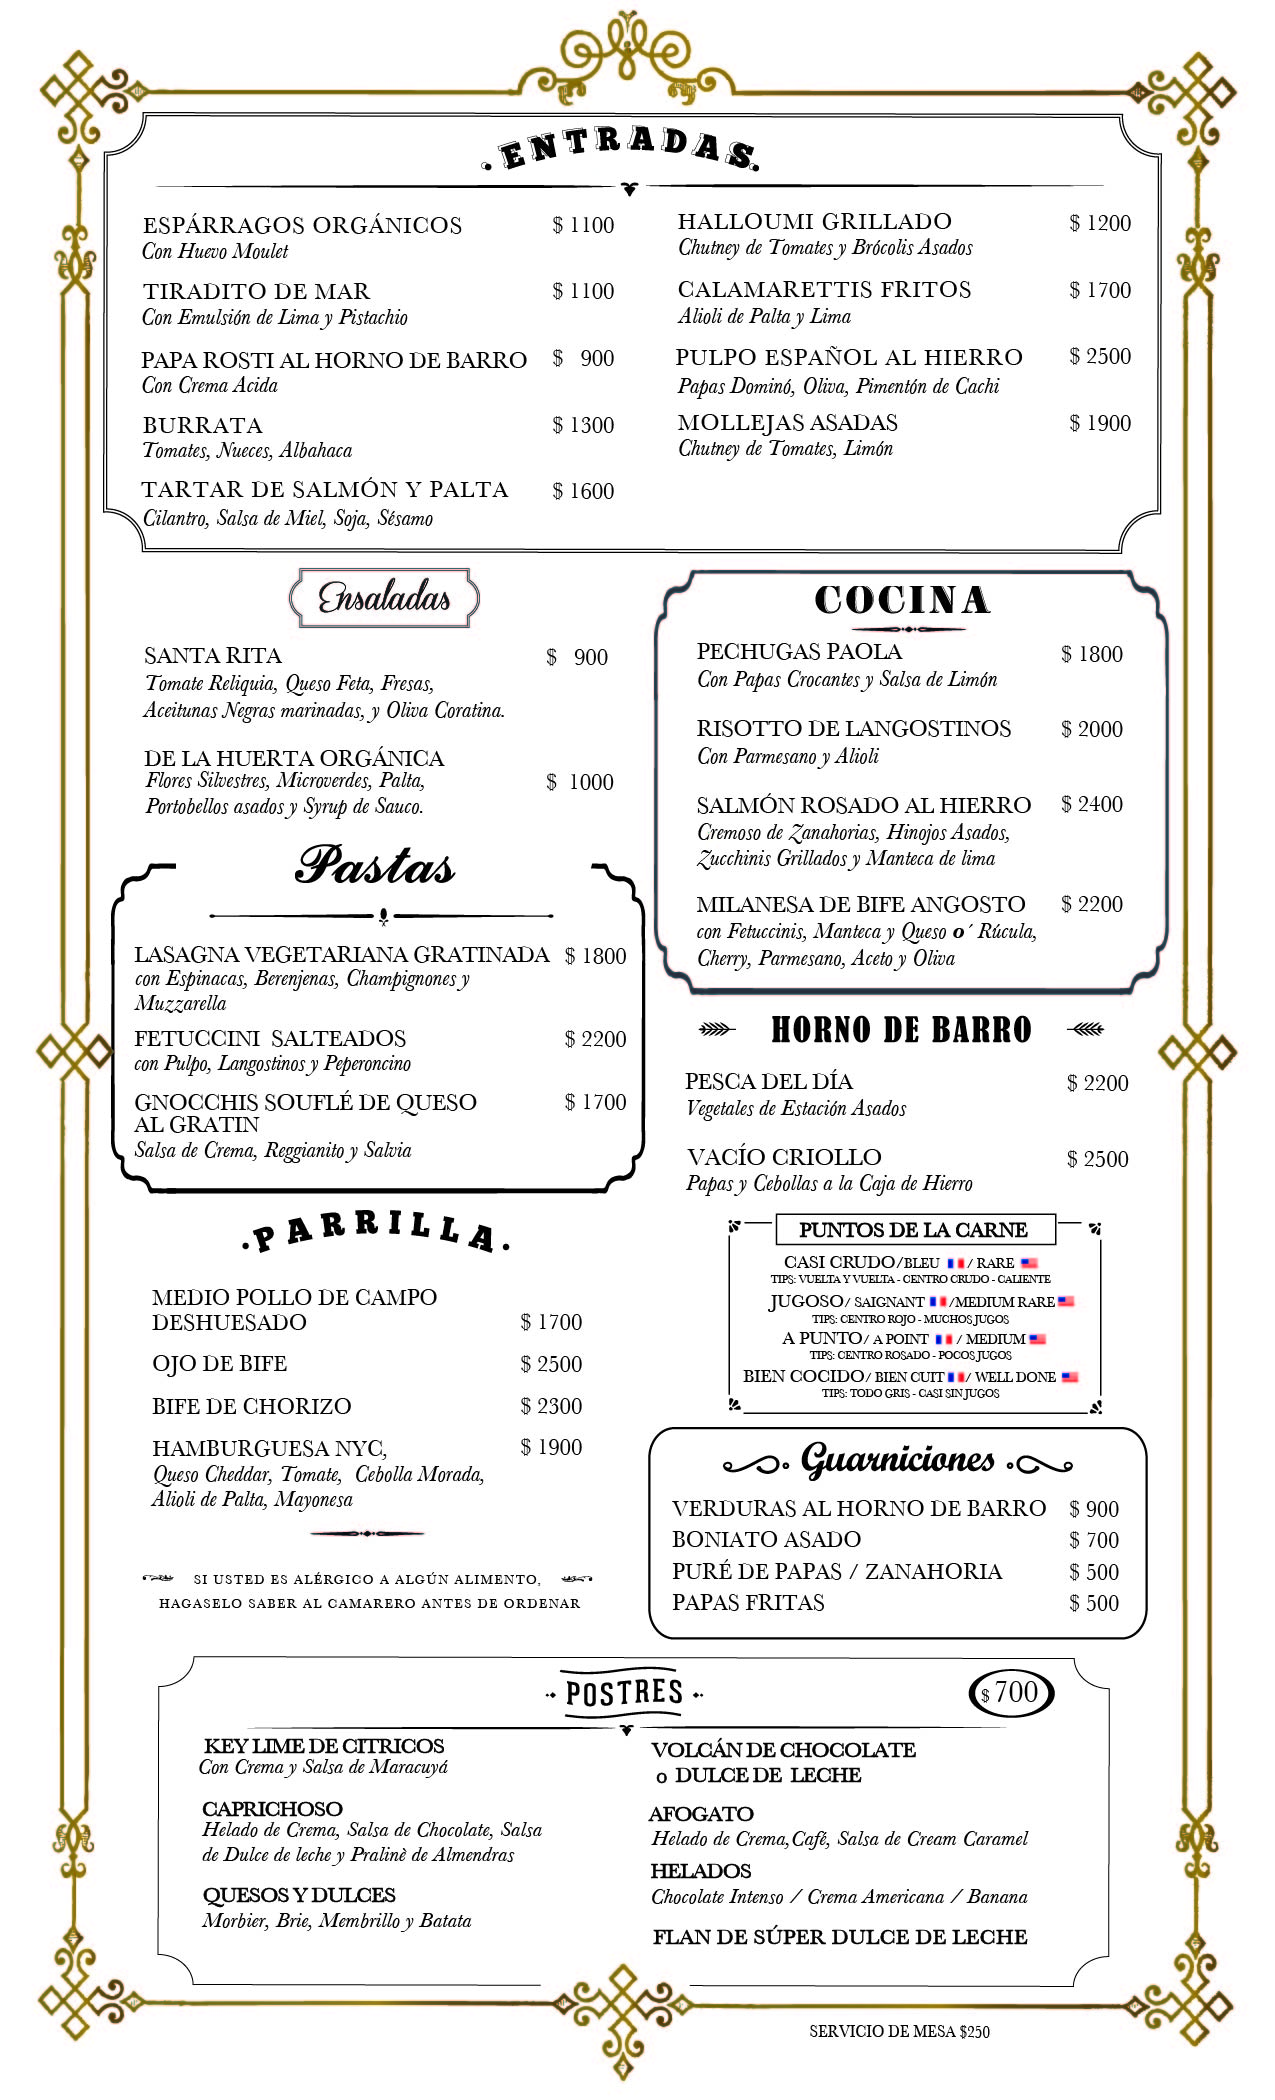 ENTRADAS
ESPÁRRAGOS ORGÁNICOS $ 1100
Con Huevo Moulet
TIRADITO DE MAR $ 1100
Con Emulsión de Lima y Pistachio
PAPA ROSTI AL HORNO DE BARRO $ 900
Con Crema Acida
BURRATA $ 1300
Tomates, Nueces, Albahaca
TARTAR DE SALMÓN Y PALTA $ 1600
Cilantro, Salsa de Miel, Soja, Sésamo
HALLOUMI GRILLADO $ 1200
Chutney de Tomates y Brócolis Asados
CALAMARETTIS FRITOS $ 1700
Alioli de Palta y Lima
PULPO ESPAÑOL AL HIERRO $ 2500
Papas Dominó, Oliva, Pimentón de Cachi
MOLLEJAS ASADAS $ 1900
Chutney de Tomates, Limón
Ensaladas
SANTA RITA $ 900
Tomate Reliquia, Queso Feta, Fresas,
Aceitunas Negras marinadas, y Oliva Coratina.
DE LA HUERTA ORGÁNICA
Flores Silvestres, Microverdes, Palta, $ 1000
Portobellos asados y Syrup de Sauco.
Pastas
LASAGNA VEGETARIANA GRATINADA $ 1800
con Espinacas, Berenjenas, Champignones y
Muzzarella
FETUCCINI SALTEADOS $ 2200
con Pulpo, Langostinos y Peperoncino
GNOCCHIS SOUFLÉ DE QUESO $ 1700
AL GRATIN
Salsa de Crema, Reggianito y Salvia
PARRILLA
MEDIO POLLO DE CAMPO
DESHUESADO $ 1700
OJO DE BIFE $ 2500
BIFE DE CHORIZO $ 2300
HAMBURGUESA NYC, $ 1900
Queso Cheddar, Tomate, Cebolla Morada,
Alioli de Palta, Mayonesa
SI USTED ES ALÉRGICO A ALGÚN ALIMENTO,
HAGASELO SABER AL CAMARERO ANTES DE ORDENAR
COCINA
PECHUGAS PAOLA $ 1800
Con Papas Crocantes y Salsa de Limón
RISOTTO DE LANGOSTINOS $ 2000
Con Parmesano y Alioli
SALMÓN ROSADO AL HIERRO $ 2400
Cremoso de Zanahorias, Hinojos Asados,
Zucchinis Grillados y Manteca de lima
MILANESA DE BIFE ANGOSTO $ 2200
con Fetuccinis, Manteca y Queso o´ Rúcula,
Cherry, Parmesano, Aceto y Oliva
HORNO DE BARRO
PESCA DEL DÍA $ 2200
Vegetales de Estación Asados
VACÍO CRIOLLO $ 2500
Papas y Cebollas a la Caja de Hierro
PUNTOS DE LA CARNE
CASI CRUDO/BLEU / RARE
TIPS: VUELTA Y VUELTA - CENTRO CRUDO - CALIENTE
JUGOSO/ SAIGNANT /MEDIUM RARE
TIPS: CENTRO ROJO - MUCHOS JUGOS
A PUNTO/ A POINT / MEDIUM
TIPS: CENTRO ROSADO - POCOS JUGOS
BIEN COCIDO/ BIEN CUIT / WELL DONE
TIPS: TODO GRIS - CASI SIN JUGOS
Guarniciones
VERDURAS AL HORNO DE BARRO $ 900
BONIATO ASADO $ 700
PURÉ DE PAPAS / ZANAHORIA $ 500
PAPAS FRITAS $ 500
POSTRES $ 700
KEY LIME DE CITRICOS
Con Crema y Salsa de Maracuyá
CAPRICHOSO
Helado de Crema, Salsa de Chocolate, Salsa
de Dulce de leche y Pralinè de Almendras
QUESOS Y DULCES
Morbier, Brie, Membrillo y Batata
VOLCÁN DE CHOCOLATE
o DULCE DE LECHE
AFOGATO
Helado de Crema, Café, Salsa de Cream Caramel
HELADOS
Chocolate Intenso / Crema Americana / Banana
FLAN DE SÚPER DULCE DE LECHE
SERVICIO DE MESA $250